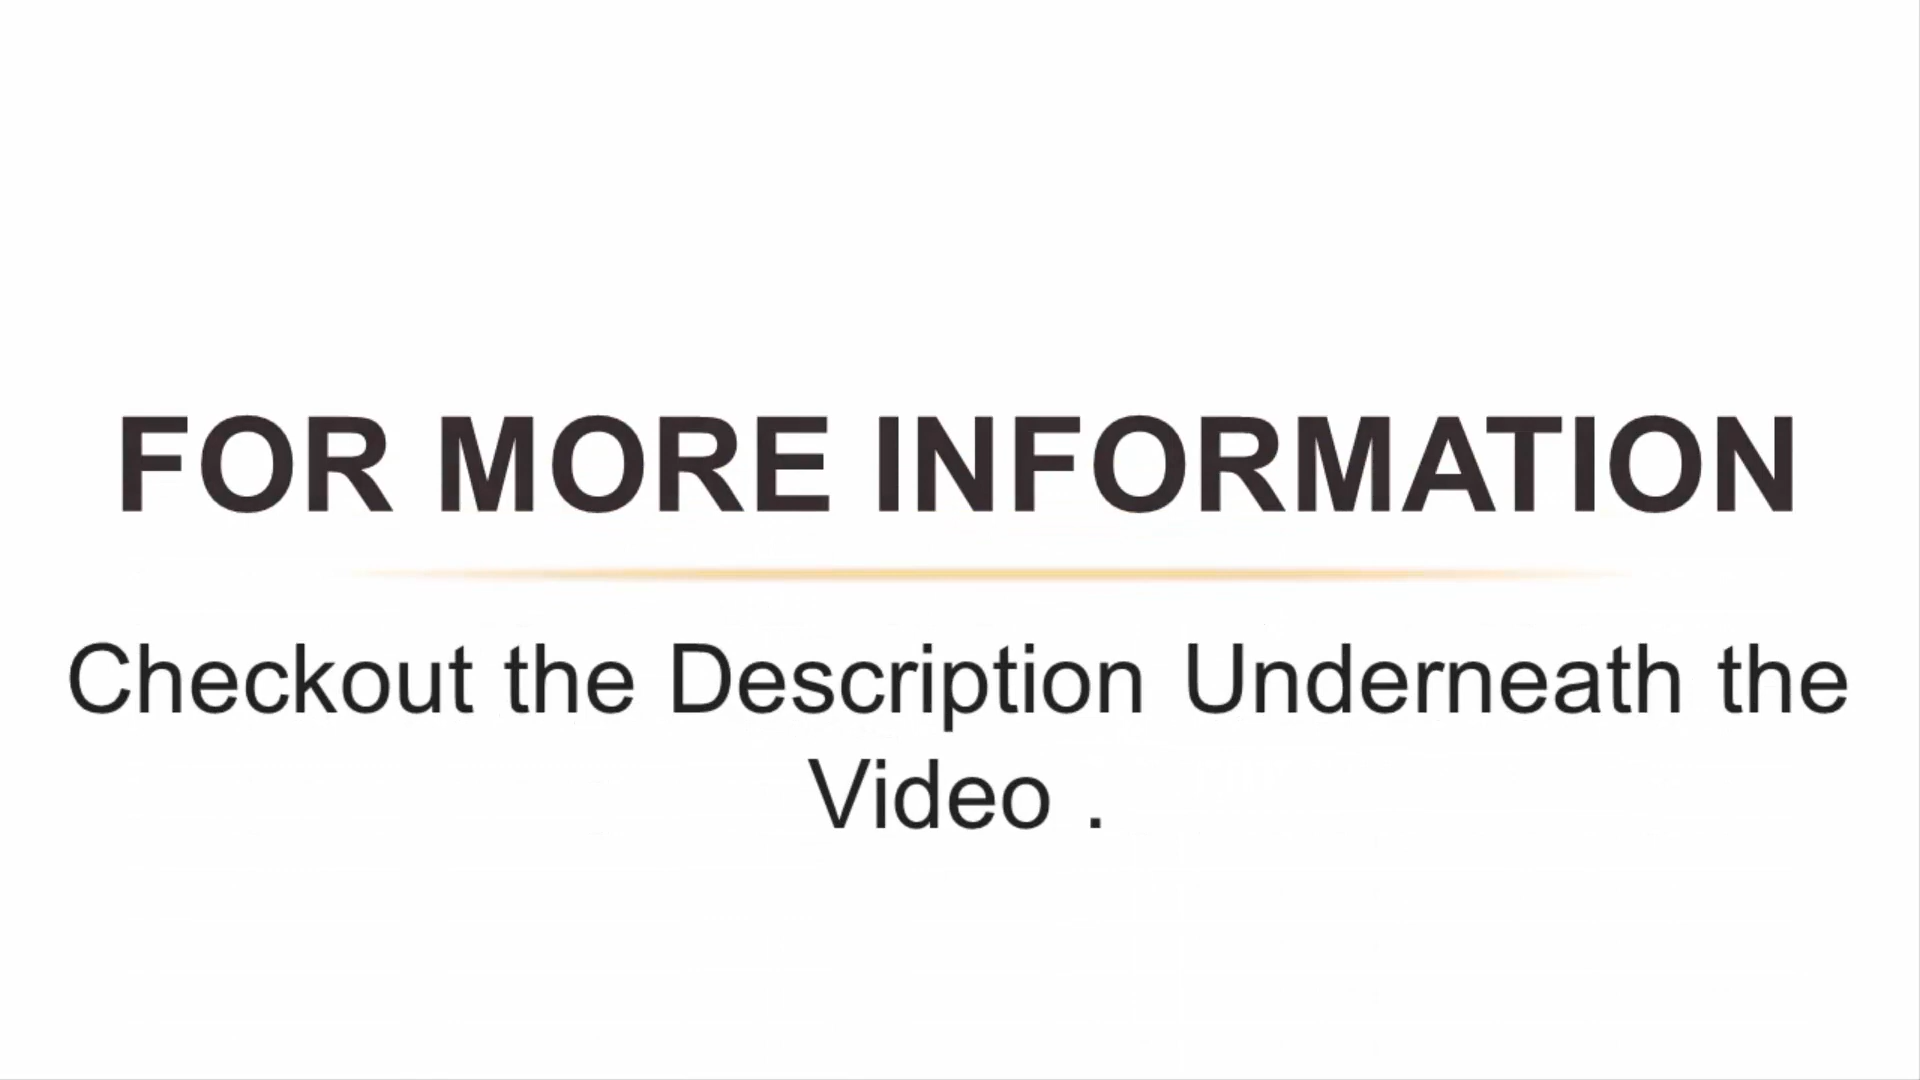 FOR MORE INFORMATION
Checkout the Description Underneath the
Video .